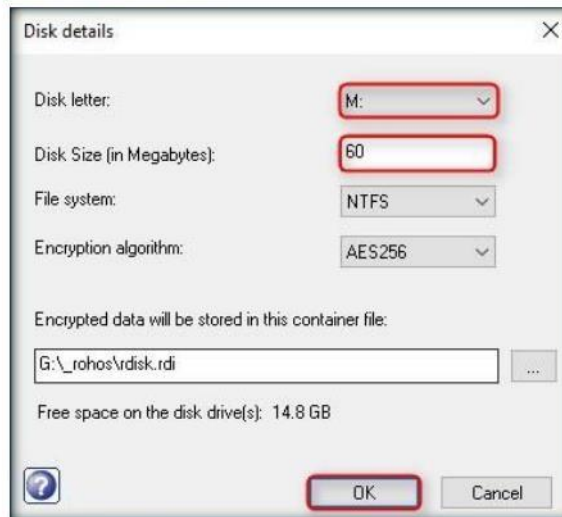 Disk details
Disk letter: M:
Disk Size (in Megabytes): 60
File system: NTFS
Encryption algorithm: AES256
Encrypted data will be stored in this container file:
G:\_rohos\rdisk.rdi ...
Free space on the disk drive(s): 14.8 GB
? OK Cancel